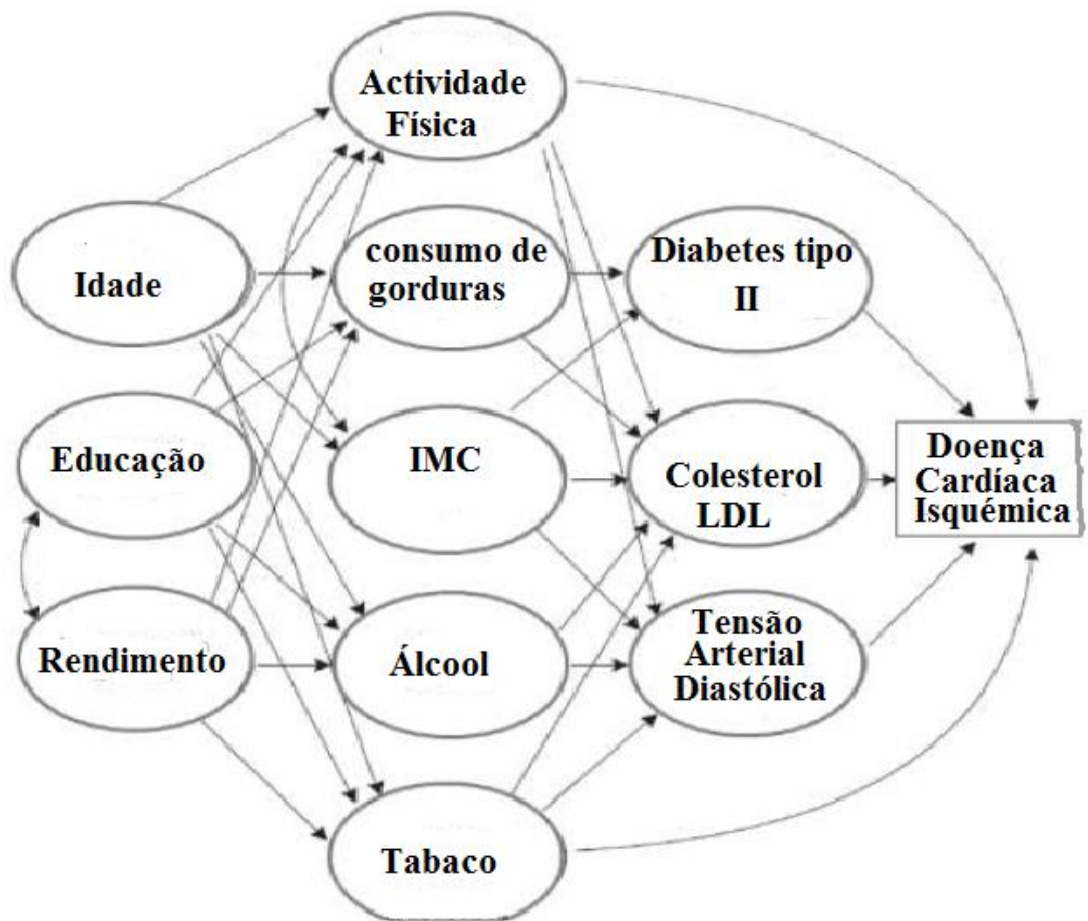 Actividade
Física
Idade
consumo de
gorduras
Diabetes tipo
II
Educação
IMC
Colesterol
LDL
Doença
Cardíaca
Isquémica
Rendimento
Álcool
Tensão
Arterial
Diastólica
Tabaco